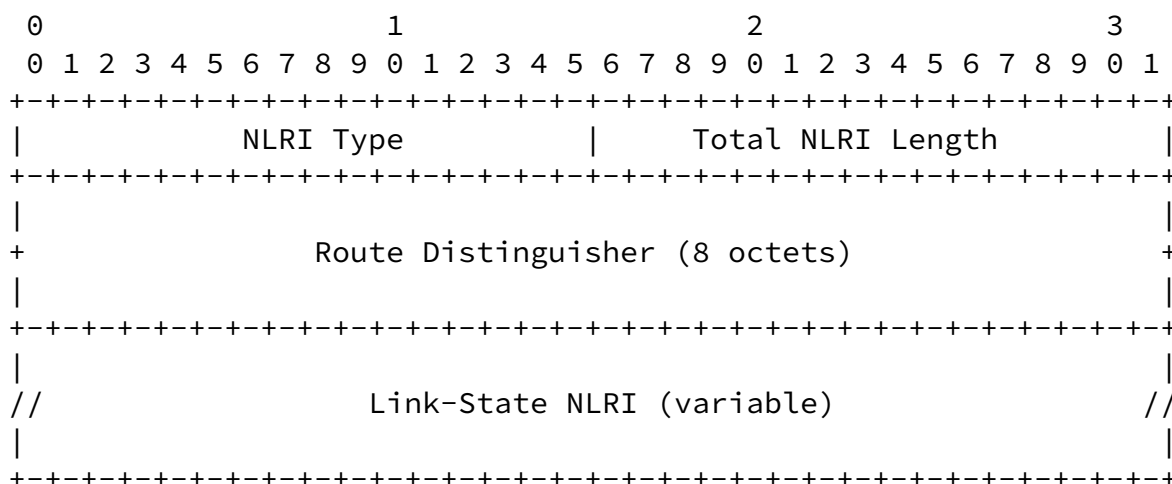 0                   1                   2                   3
 0 1 2 3 4 5 6 7 8 9 0 1 2 3 4 5 6 7 8 9 0 1 2 3 4 5 6 7 8 9 0 1
+-+-+-+-+-+-+-+-+-+-+-+-+-+-+-+-+-+-+-+-+-+-+-+-+-+-+-+-+-+-+-+-+
|            NLRI Type          |     Total NLRI Length         |
+-+-+-+-+-+-+-+-+-+-+-+-+-+-+-+-+-+-+-+-+-+-+-+-+-+-+-+-+-+-+-+-+
|                                                               |
+                Route Distinguisher (8 octets)                 +
|                                                               |
+-+-+-+-+-+-+-+-+-+-+-+-+-+-+-+-+-+-+-+-+-+-+-+-+-+-+-+-+-+-+-+-+
|                                                               |
//                  Link-State NLRI (variable)                 //
|                                                               |
+-+-+-+-+-+-+-+-+-+-+-+-+-+-+-+-+-+-+-+-+-+-+-+-+-+-+-+-+-+-+-+-+